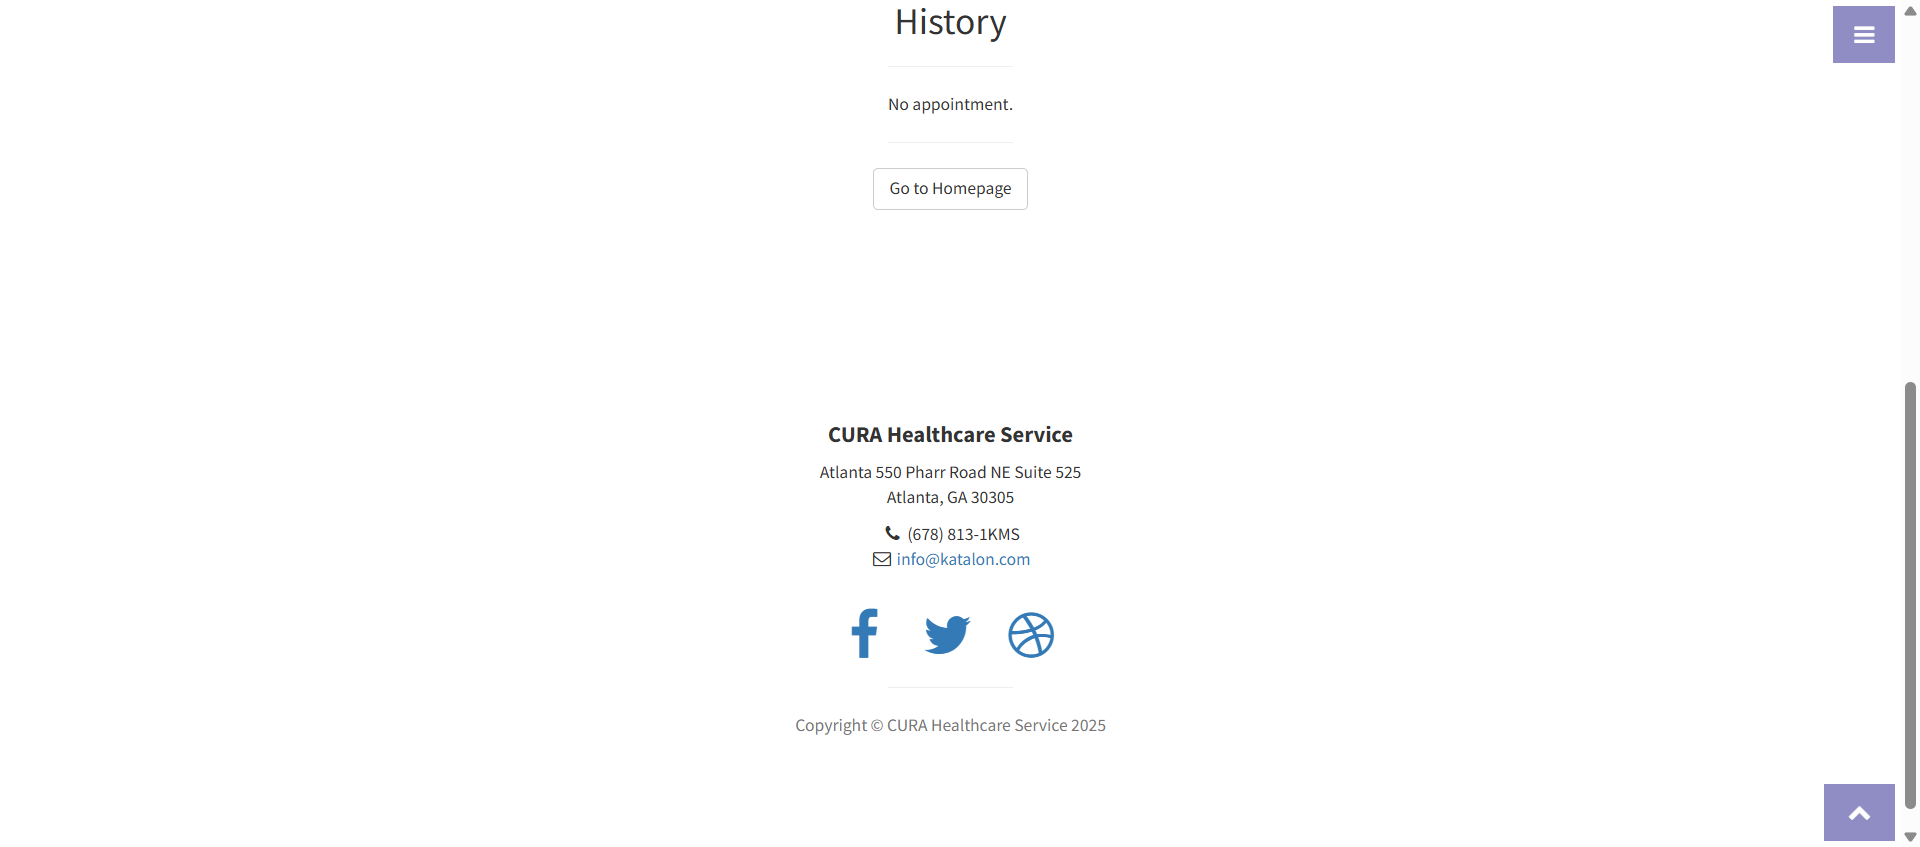 History
No appointment.
Go to Homepage
CURA Healthcare Service
Atlanta 550 Pharr Road NE Suite 525
Atlanta, GA 30305
(678) 813-1KMS
info@katalon.com
Copyright © CURA Healthcare Service 2025